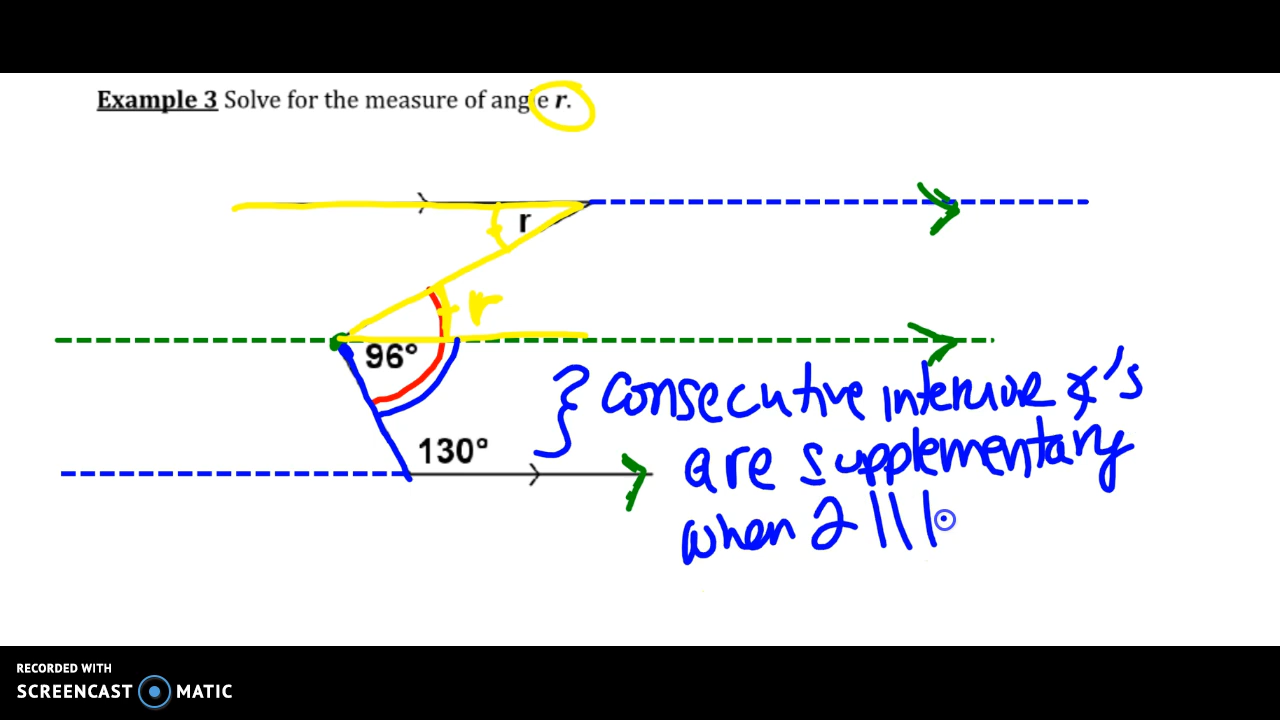 Example 3 Solve for the measure of angle r.
r
r
96°
130°
consecutive interior ∡'s
are supplementary
when 2 || l
RECORDED WITH
SCREENCAST MATIC